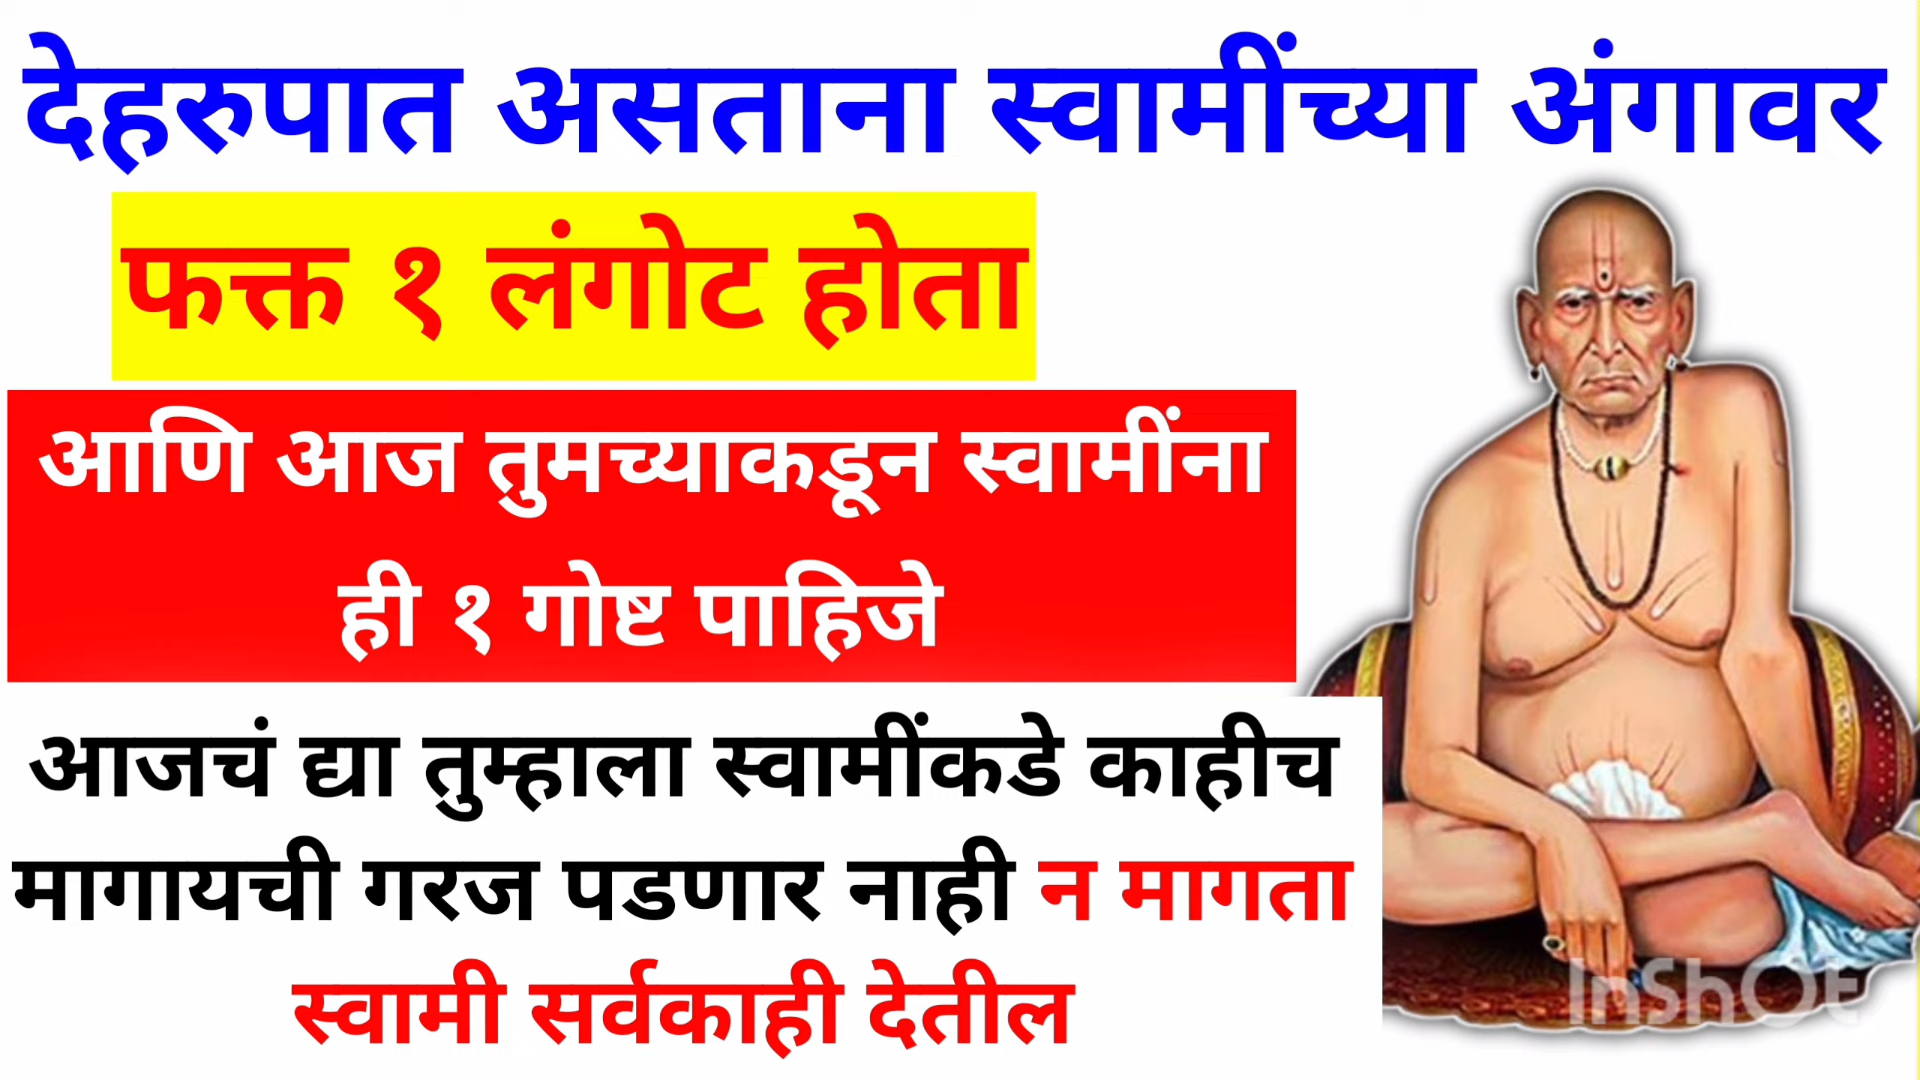 देहरुपात असताना स्वामींच्या अंगावर
फक्त १ लंगोट होता
आणि आज तुमच्याकडून स्वामींना
ही १ गोष्ट पाहिजे
आजचं द्या तुम्हाला स्वामींकडे काहीच
मागायची गरज पडणार नाही न मागता
स्वामी सर्वकाही देतील
InShOt